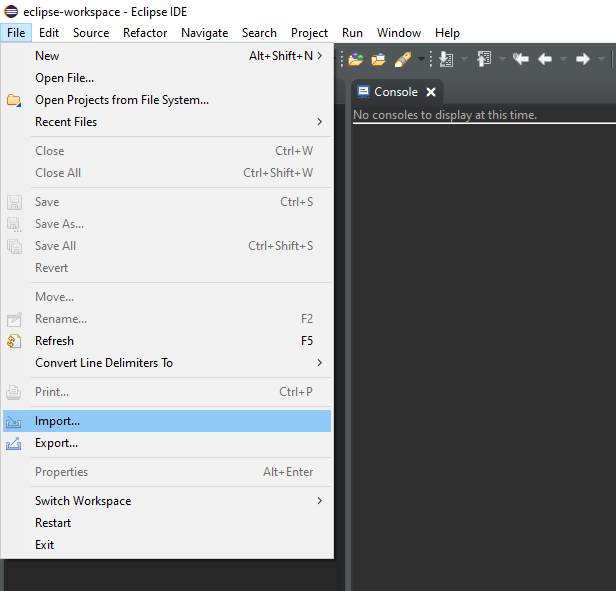 eclipse-workspace - Eclipse IDE
File Edit Source Refactor Navigate Search Project Run Window Help
New Alt+Shift+N
Open File...
Open Projects from File System...
Recent Files
Close Ctrl+W
Close All Ctrl+Shift+W
Save Ctrl+S
Save As...
Save All Ctrl+Shift+S
Revert
Move...
Rename... F2
Refresh F5
Convert Line Delimiters To
Print... Ctrl+P
Import...
Export...
Properties Alt+Enter
Switch Workspace
Restart
Exit
Console
No consoles to display at this time.